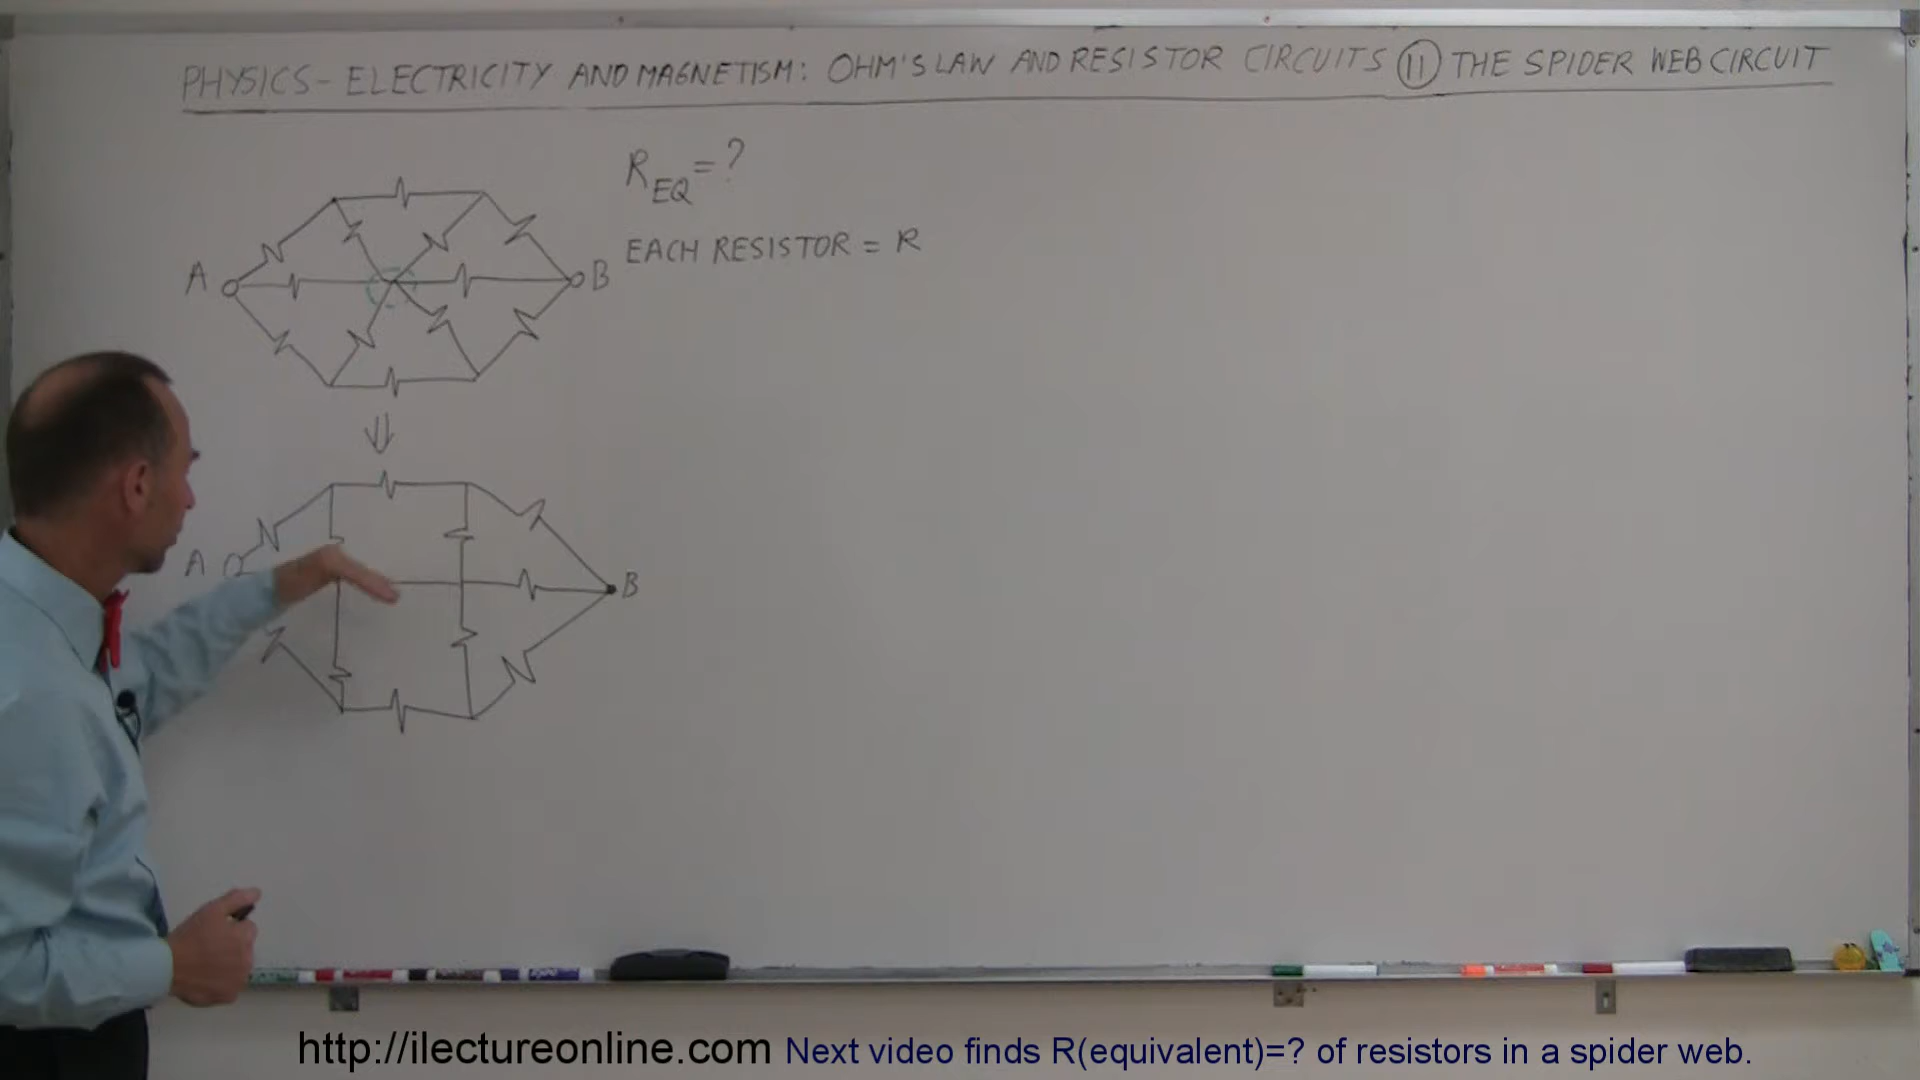 PHYSICS - ELECTRICITY AND MAGNETISM: OHM'S LAW AND RESISTOR CIRCUITS 11 THE SPIDER WEB CIRCUIT
REQ = ?
EACH RESISTOR = R
A
B
A
B
http://ilectureonline.com Next video finds R(equivalent)=? of resistors in a spider web.